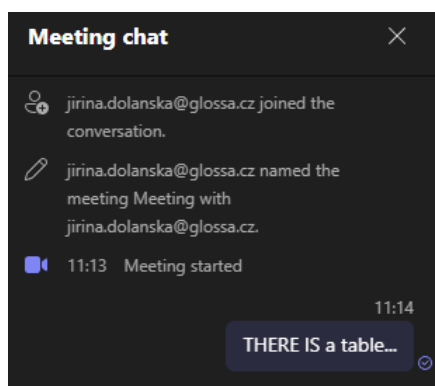 Meeting chat
jirina.dolanska@glossa.cz joined the
conversation.
jirina.dolanska@glossa.cz named the
meeting Meeting with
jirina.dolanska@glossa.cz.
11:13 Meeting started
11:14
THERE IS a table...